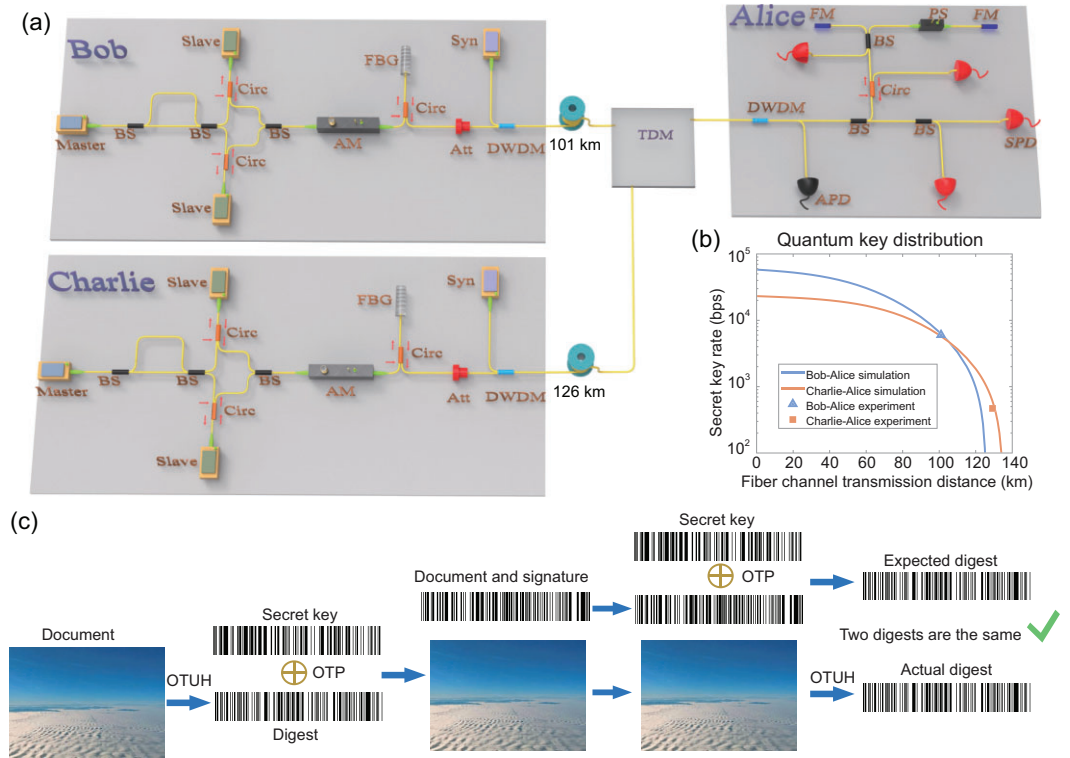 (a)
Bob
Slave
Syn
FBG
Circ
Circ
Master
BS
BS
BS
AM
Att
DWDM
Circ
Slave
101 km
TDM
Alice
FM
PS
FM
BS
Circ
DWDM
BS
BS
SPD
APD
Charlie
Slave
Syn
FBG
Circ
Circ
Master
BS
BS
BS
AM
Att
DWDM
Circ
Slave
126 km
(b)
Quantum key distribution
Secret key rate (bps)
10^5
10^4
10^3
10^2
Bob-Alice simulation
Charlie-Alice simulation
Bob-Alice experiment
Charlie-Alice experiment
0 20 40 60 80 100 120 140
Fiber channel transmission distance (km)
(c)
Document
OTUH
Secret key
OTP
Digest
Document and signature
Secret key
OTP
Expected digest
Two digests are the same
OTUH
Actual digest